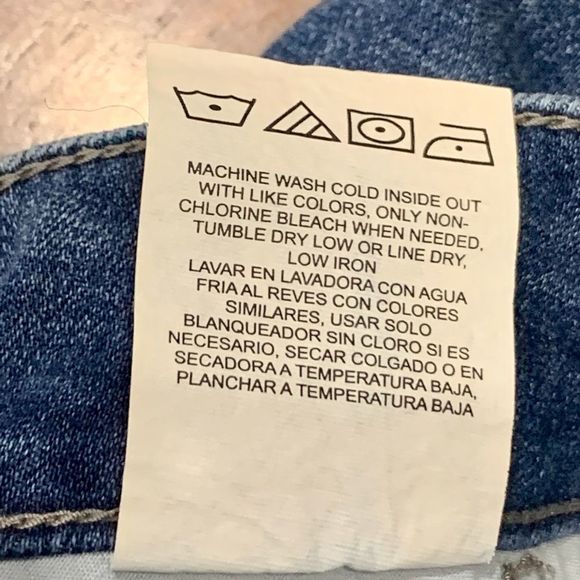 MACHINE WASH COLD INSIDE OUT
WITH LIKE COLORS, ONLY NON-
CHLORINE BLEACH WHEN NEEDED,
TUMBLE DRY LOW OR LINE DRY,
LOW IRON
LAVAR EN LAVADORA CON AGUA
FRIA AL REVES CON COLORES
SIMILARES, USAR SOLO
BLANQUEADOR SIN CLORO SI ES
NECESARIO, SECAR COLGADO O EN
SECADORA A TEMPERATURA BAJA,
PLANCHAR A TEMPERATURA BAJA